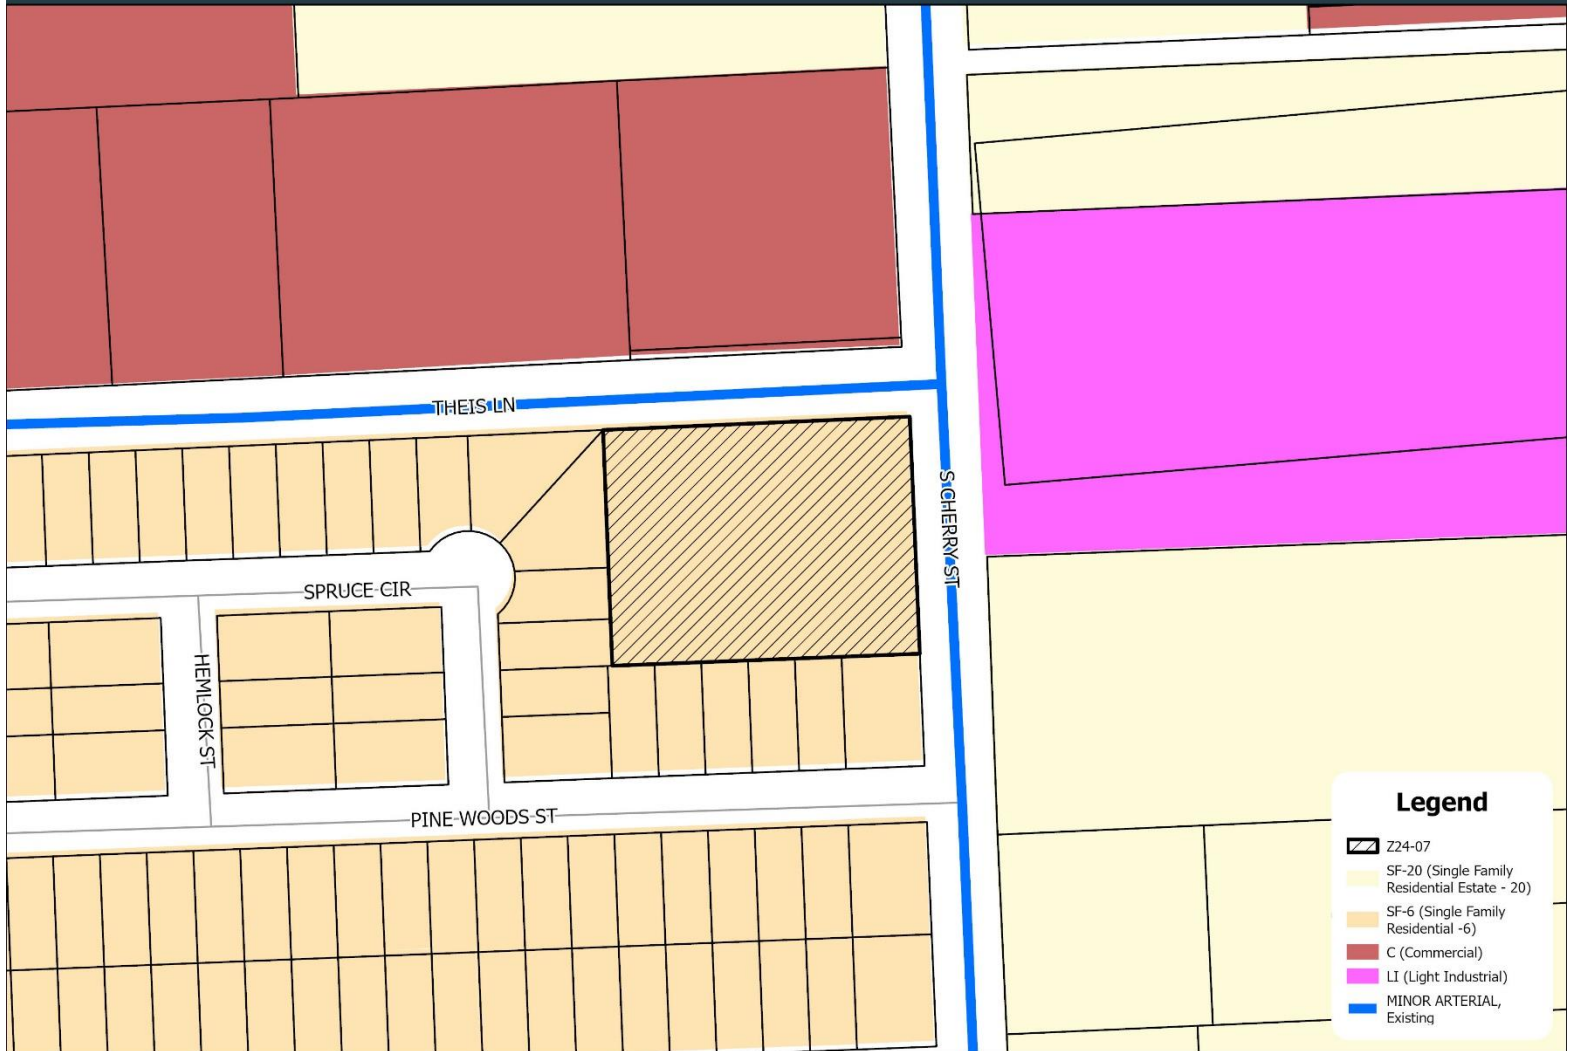 THEIS LN
S CHERRY ST
SPRUCE CIR
HEMLOCK ST
PINE WOODS ST
Legend
Z24-07
SF-20 (Single Family
Residential Estate - 20)
SF-6 (Single Family
Residential -6)
C (Commercial)
LI (Light Industrial)
MINOR ARTERIAL,
Existing